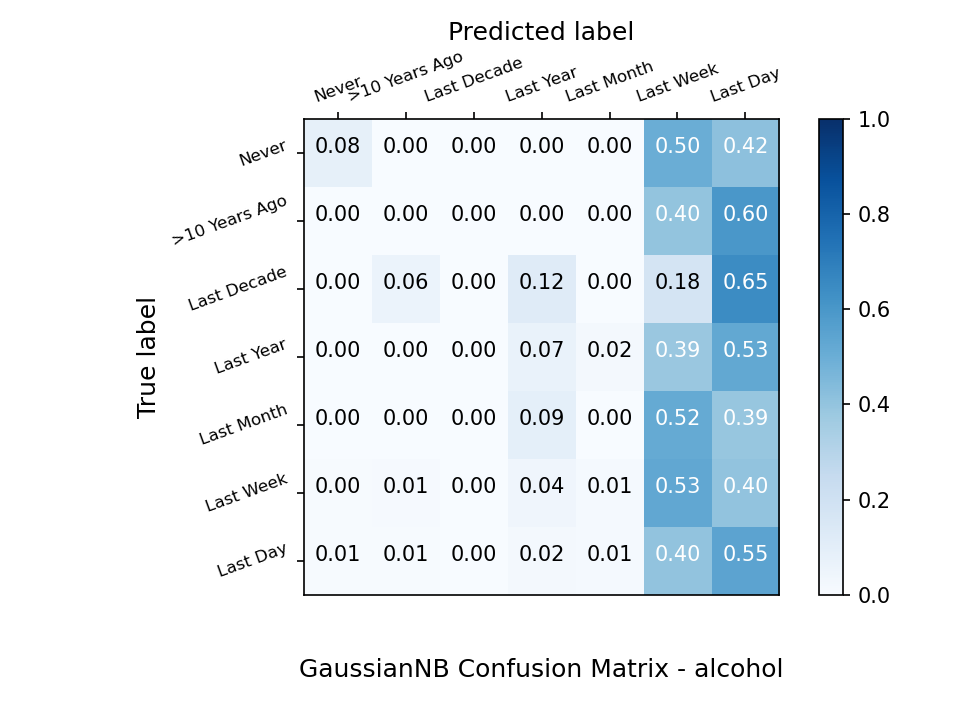 Predicted label
Never >10 Years Ago Last Decade Last Year Last Month Last Week Last Day
1.0
Never 0.08 0.00 0.00 0.00 0.00 0.50 0.42
>10 Years Ago 0.00 0.00 0.00 0.00 0.00 0.40 0.60
0.8
Last Decade 0.00 0.06 0.00 0.12 0.00 0.18 0.65
0.6
True label
Last Year 0.00 0.00 0.00 0.07 0.02 0.39 0.53
Last Month 0.00 0.00 0.00 0.09 0.00 0.52 0.39
0.4
Last Week 0.00 0.01 0.00 0.04 0.01 0.53 0.40
0.2
Last Day 0.01 0.01 0.00 0.02 0.01 0.40 0.55
0.0
GaussianNB Confusion Matrix - alcohol